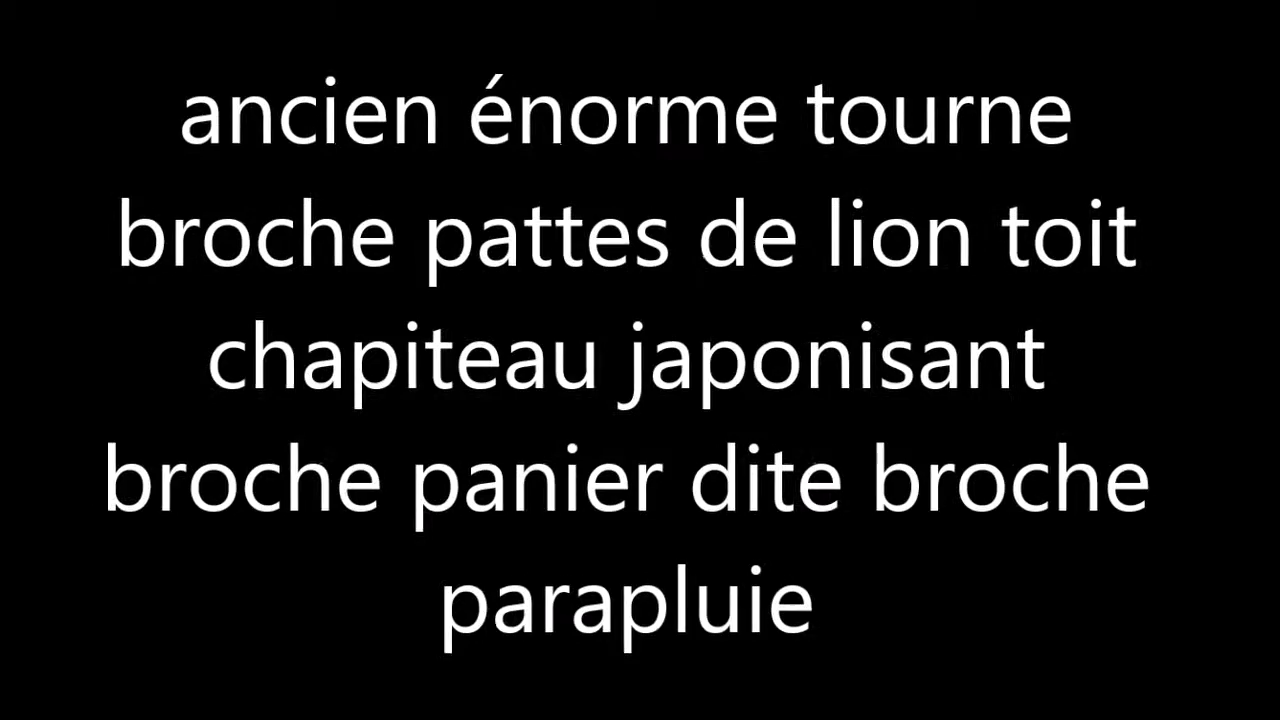 ancien énorme tourne
broche pattes de lion toit
chapiteau japonisant
broche panier dite broche
parapluie